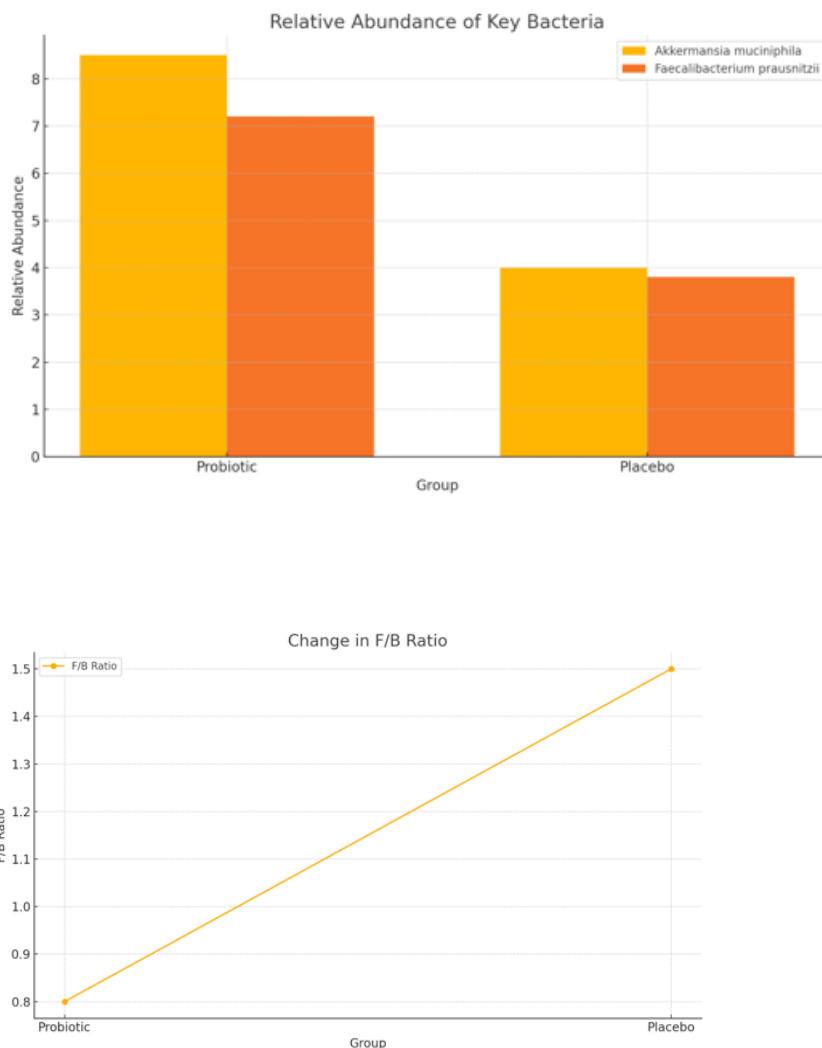 Relative Abundance of Key Bacteria
Akkermansia muciniphila
Faecalibacterium prausnitzii
8
7
6
5
4
3
2
1
0
Relative Abundance
Probiotic
Placebo
Group
Change in F/B Ratio
F/B Ratio
1.5
1.4
1.3
1.2
1.1
1.0
0.9
0.8
F/B Ratio
Probiotic
Placebo
Group